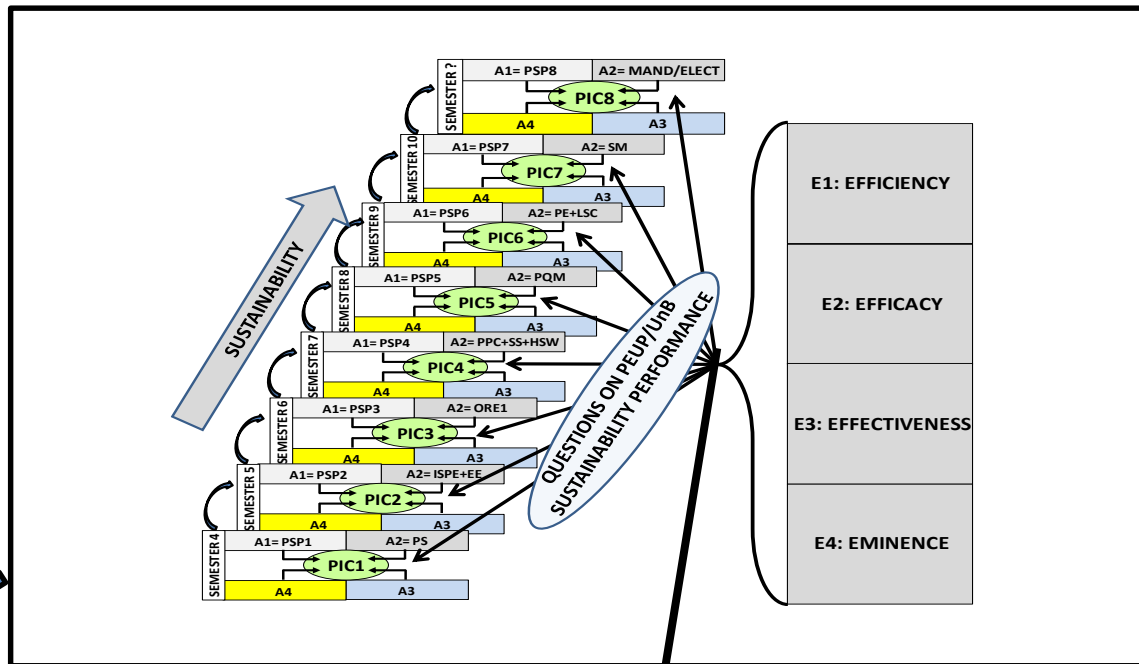 SEMESTER ?
A1= PSP8
A2= MAND/ELECT
PIC8
A4
A3
SEMESTER 10
A1= PSP7
A2= SM
PIC7
A4
A3
SEMESTER 9
A1= PSP6
A2= PE+LSC
PIC6
A4
A3
SEMESTER 8
A1= PSP5
A2= PQM
PIC5
A4
A3
SEMESTER 7
A1= PSP4
A2= PPC+SS+HSW
PIC4
A4
A3
SEMESTER 6
A1= PSP3
A2= ORE1
PIC3
A4
A3
SEMESTER 5
A1= PSP2
A2= ISPE+EE
PIC2
A4
A3
SEMESTER 4
A1= PSP1
A2= PS
PIC1
A4
A3
SUSTAINABILITY
QUESTIONS ON PEUP/UnB
SUSTAINABILITY PERFORMANCE
E1: EFFICIENCY
E2: EFFICACY
E3: EFFECTIVENESS
E4: EMINENCE